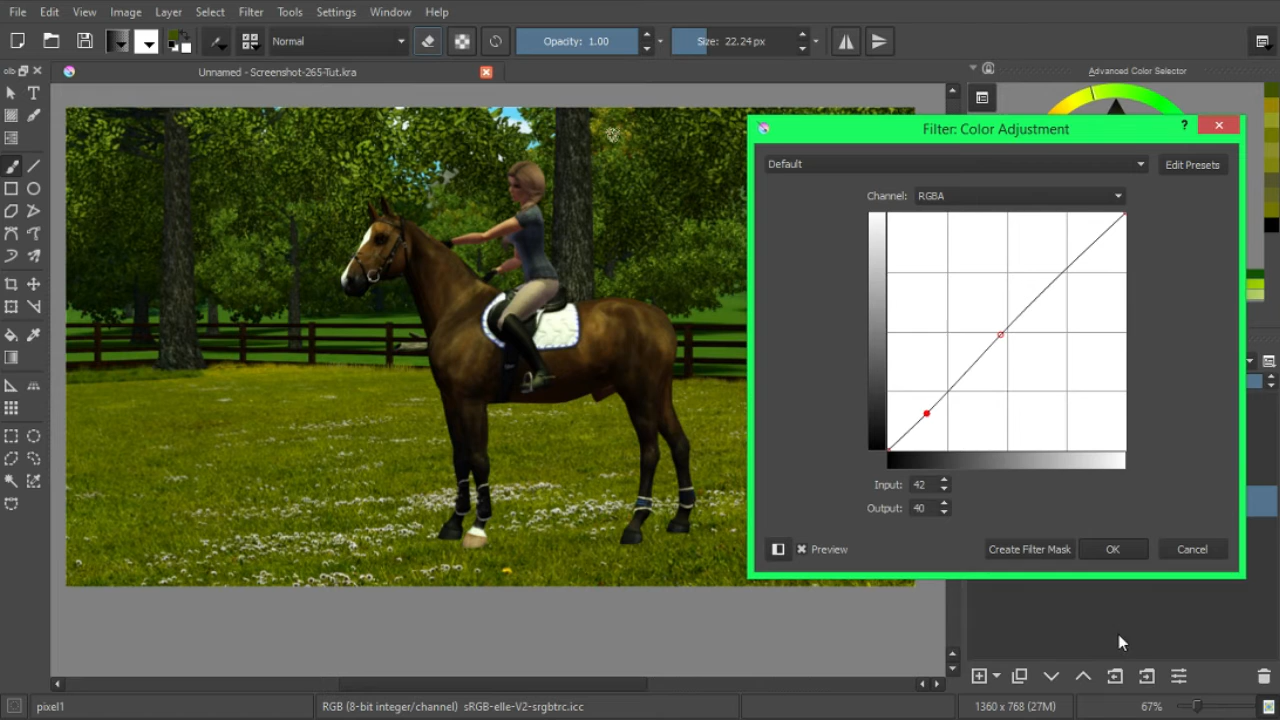 File Edit View Image Layer Select Filter Tools Settings Window Help
Normal Opacity: 1.00 Size: 22.24 px
Unnamed - Screenshot-265-Tut.kra
Advanced Color Selector
Filter: Color Adjustment
?
Default Edit Presets
Channel: RGBA
Input: 42
Output: 40
Preview Create Filter Mask OK Cancel
pixel1 RGB (8-bit integer/channel) sRGB-elle-V2-srgbtrc.icc 1360 x 768 (27M) 67%